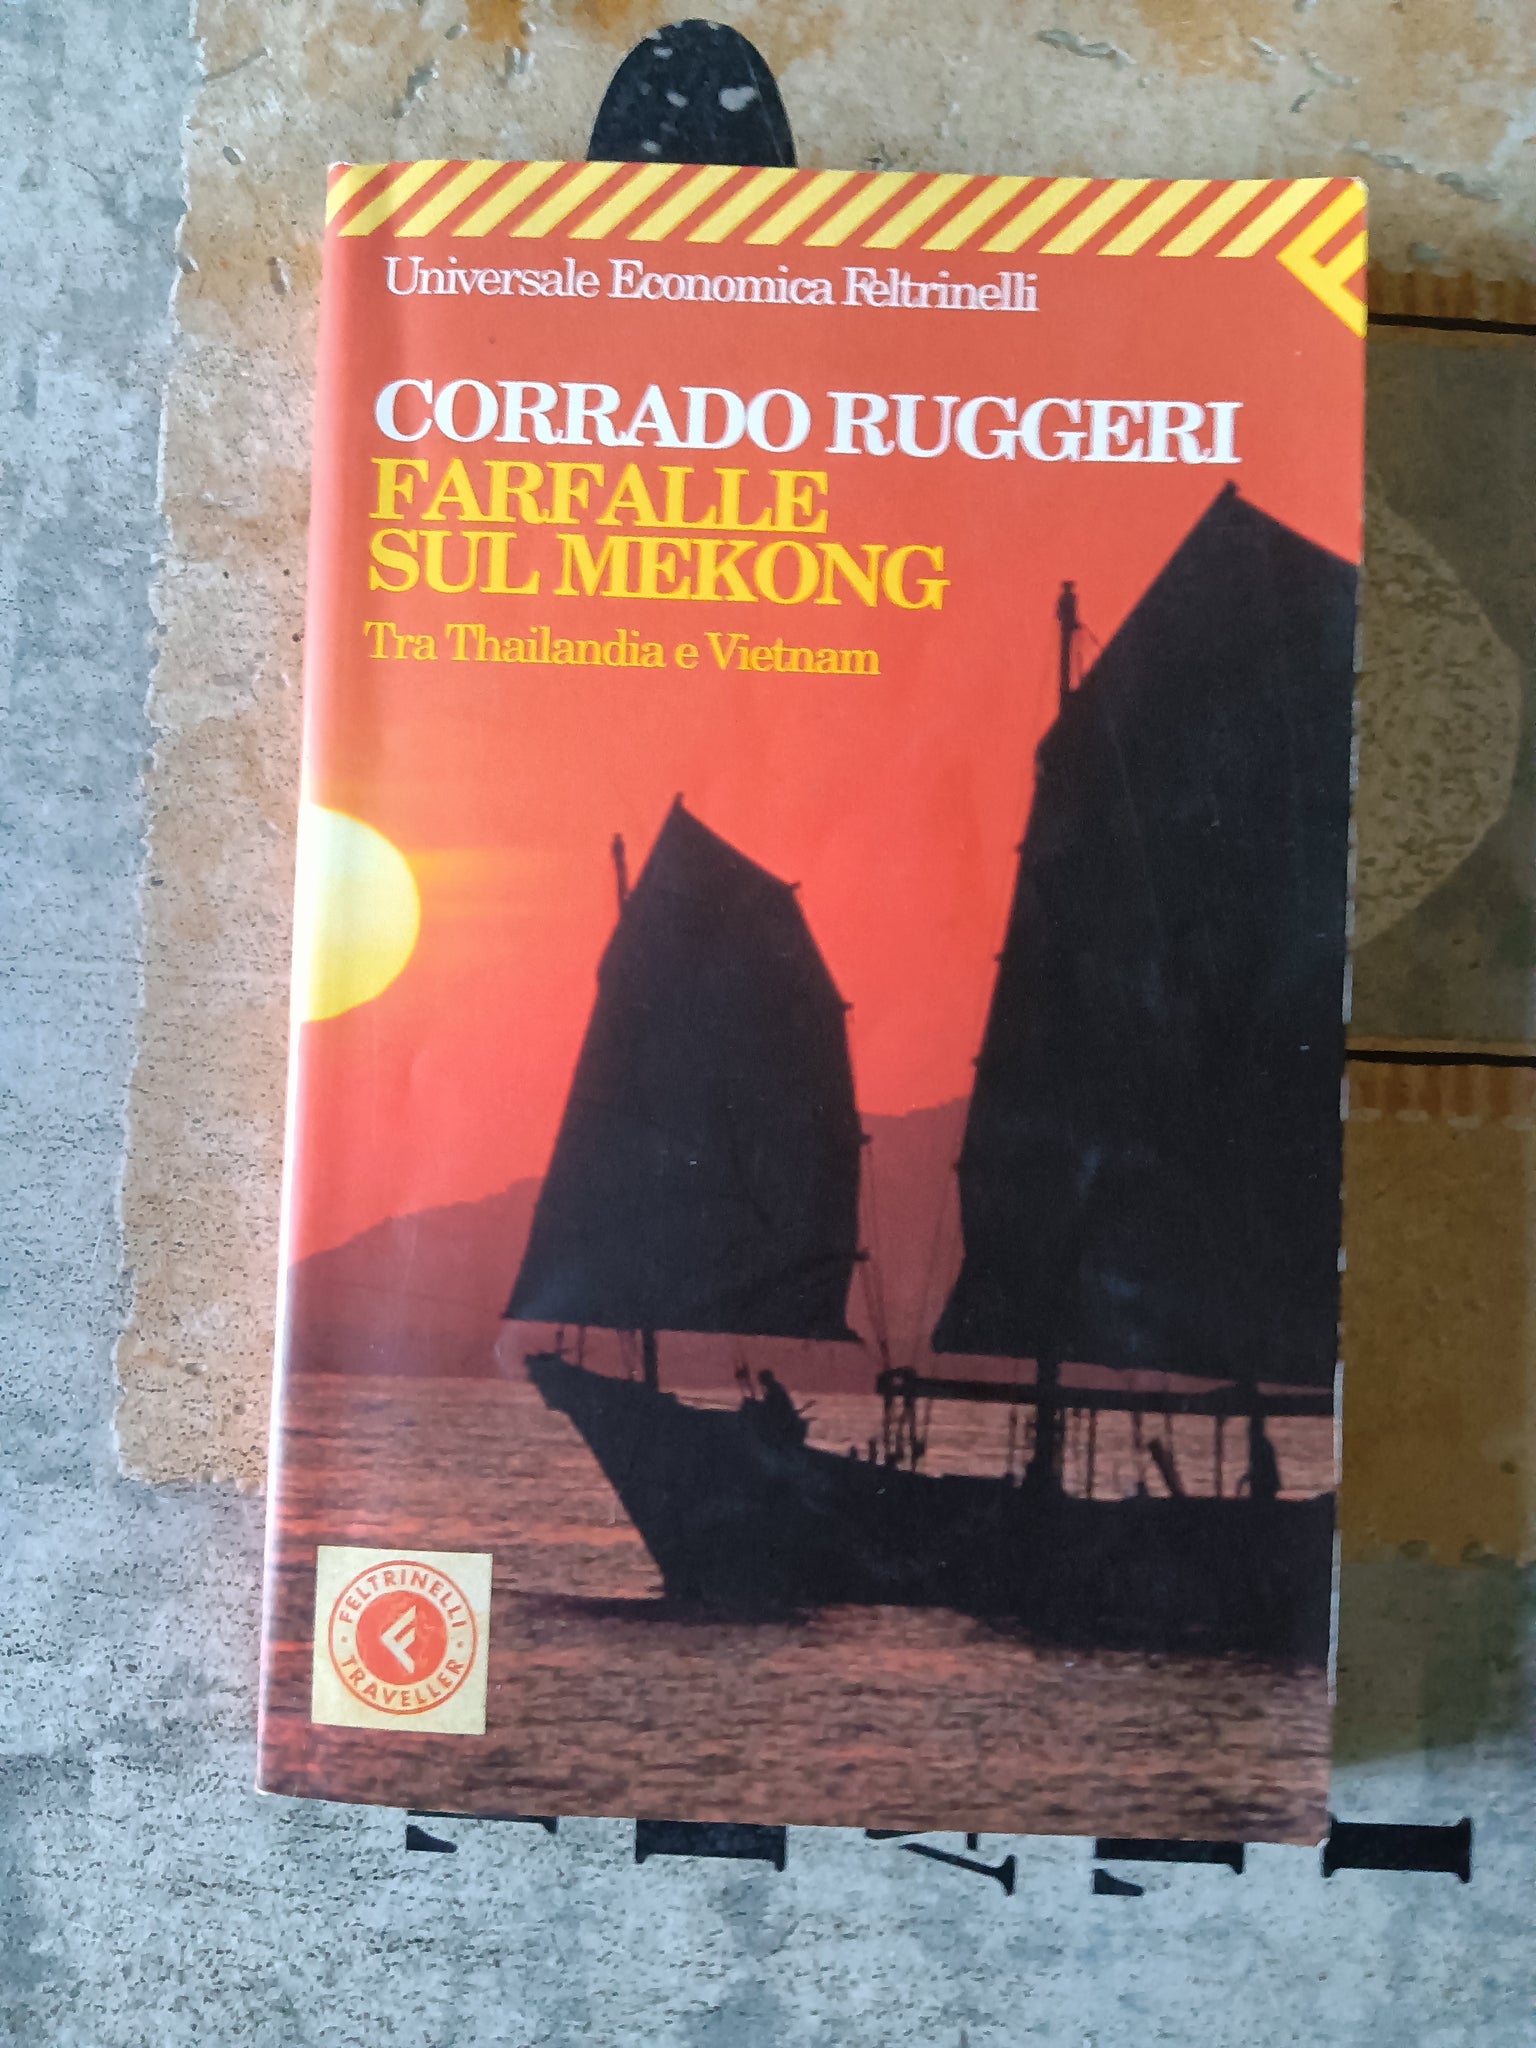 Universale Economica Feltrinelli
CORRADO RUGGERI
FARFALLE
SUL MEKONG
Tra Thailandia e Vietnam
FELTRINELLI
F
TRAVELLER